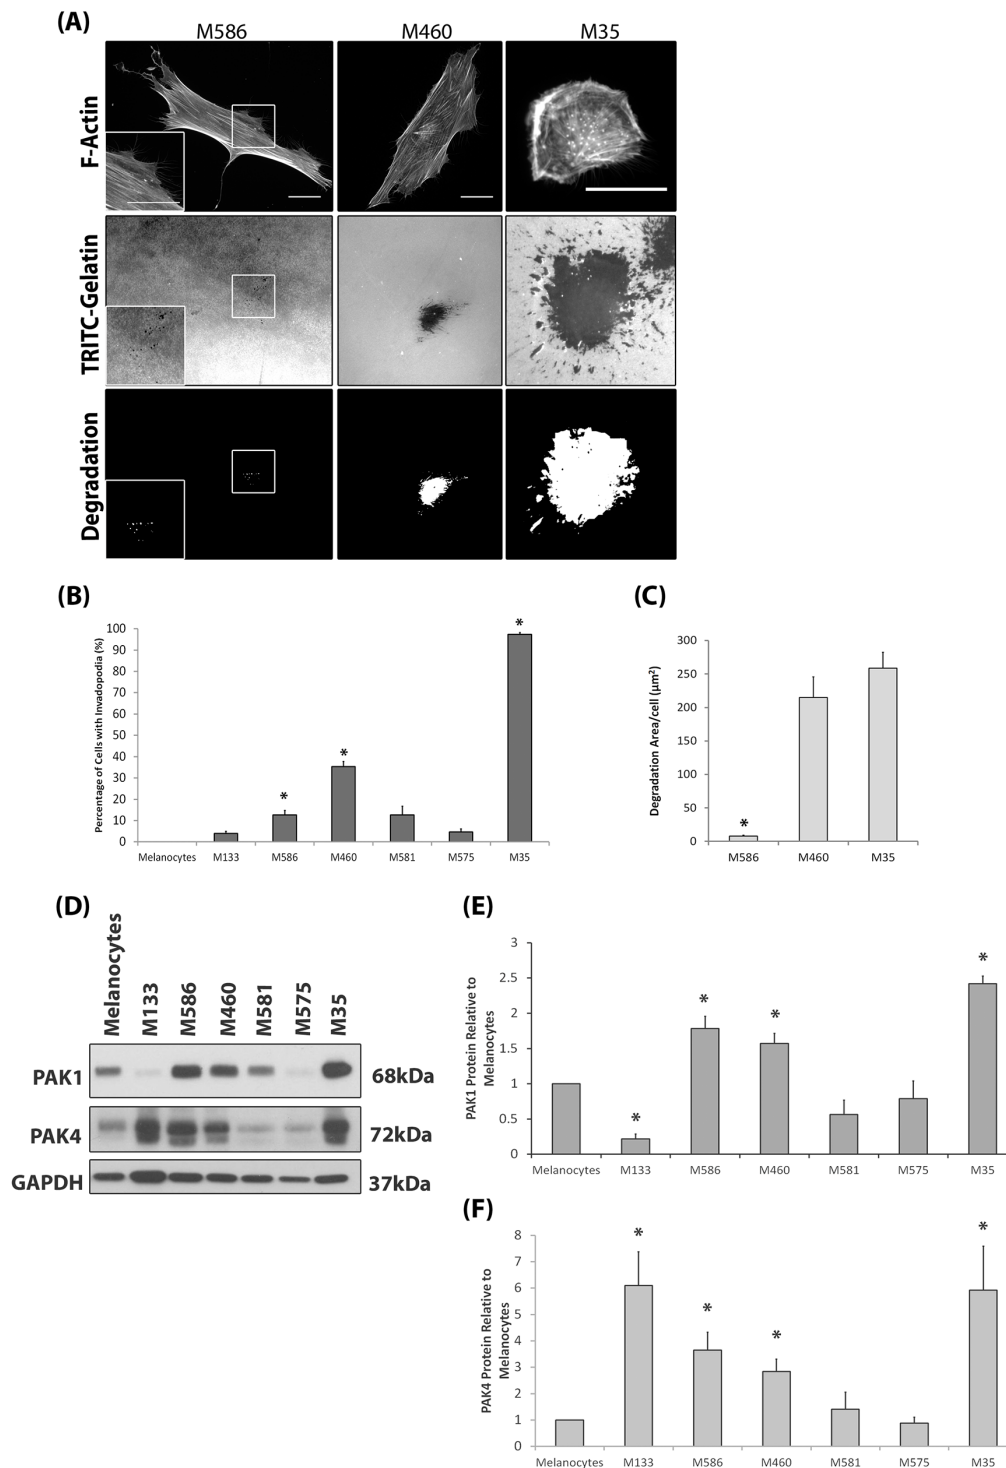 (A)
M586 M460 M35
F-Actin
TRITC-Gelatin
Degradation
(B)
Percentage of Cells with Invadopodia (%)
100
90
80
70
60
50
40
30
20
10
0
*
*
*
Melanocytes M133 M586 M460 M581 M575 M35
(C)
Degradation Area/cell (μm²)
300
250
200
150
100
50
0
*
M586 M460 M35
(D)
Melanocytes
M133
M586
M460
M581
M575
M35
PAK1 68kDa
PAK4 72kDa
GAPDH 37kDa
(E)
PAK1 Protein Relative to
Melanocytes
3
2.5
2
1.5
1
0.5
0
*
*
*
*
Melanocytes M133 M586 M460 M581 M575 M35
(F)
PAK4 Protein Relative to
Melanocytes
8
7
6
5
4
3
2
1
0
*
*
*
*
Melanocytes M133 M586 M460 M581 M575 M35